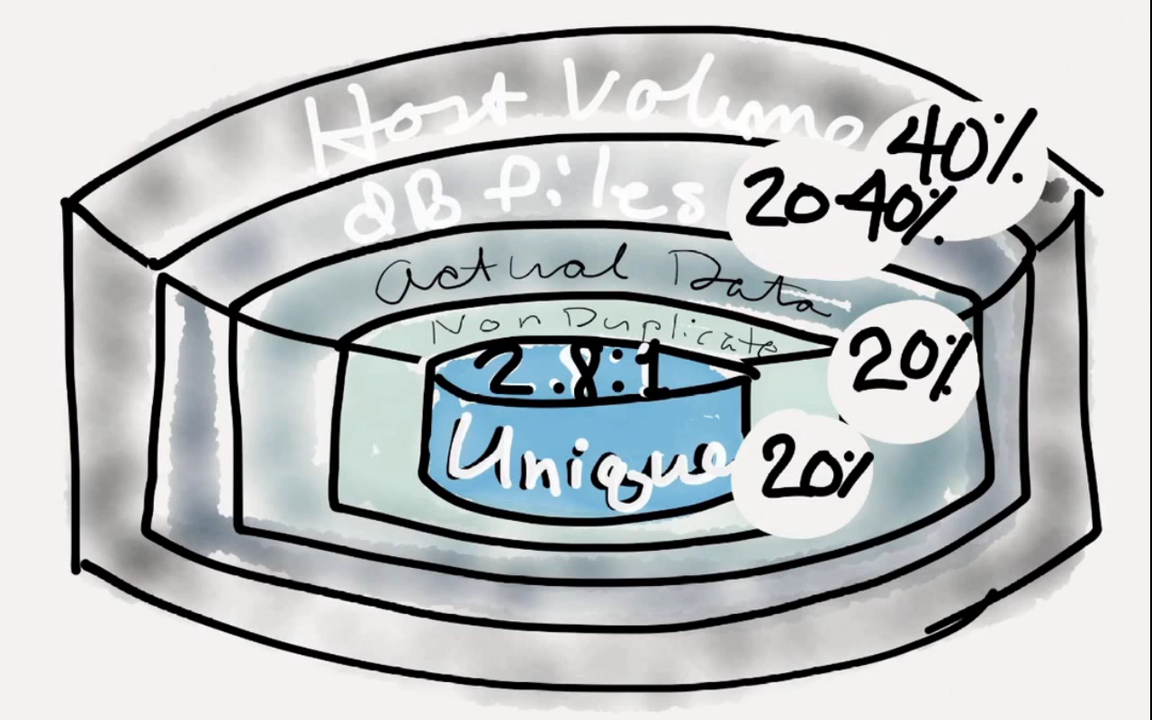 Host Volume
40%
dB files
20-40%
Actual Data
Non Duplicate
20%
2.8:1
Unique
20%